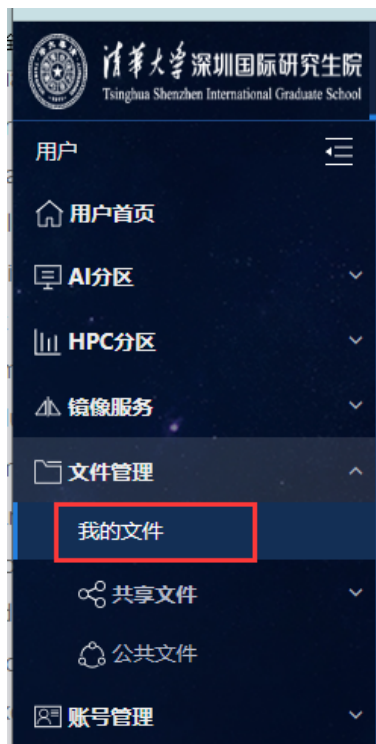 清华大学深圳国际研究生院
Tsinghua Shenzhen International Graduate School
用户
用户首页
AI分区
HPC分区
镜像服务
文件管理
我的文件
共享文件
公共文件
账号管理